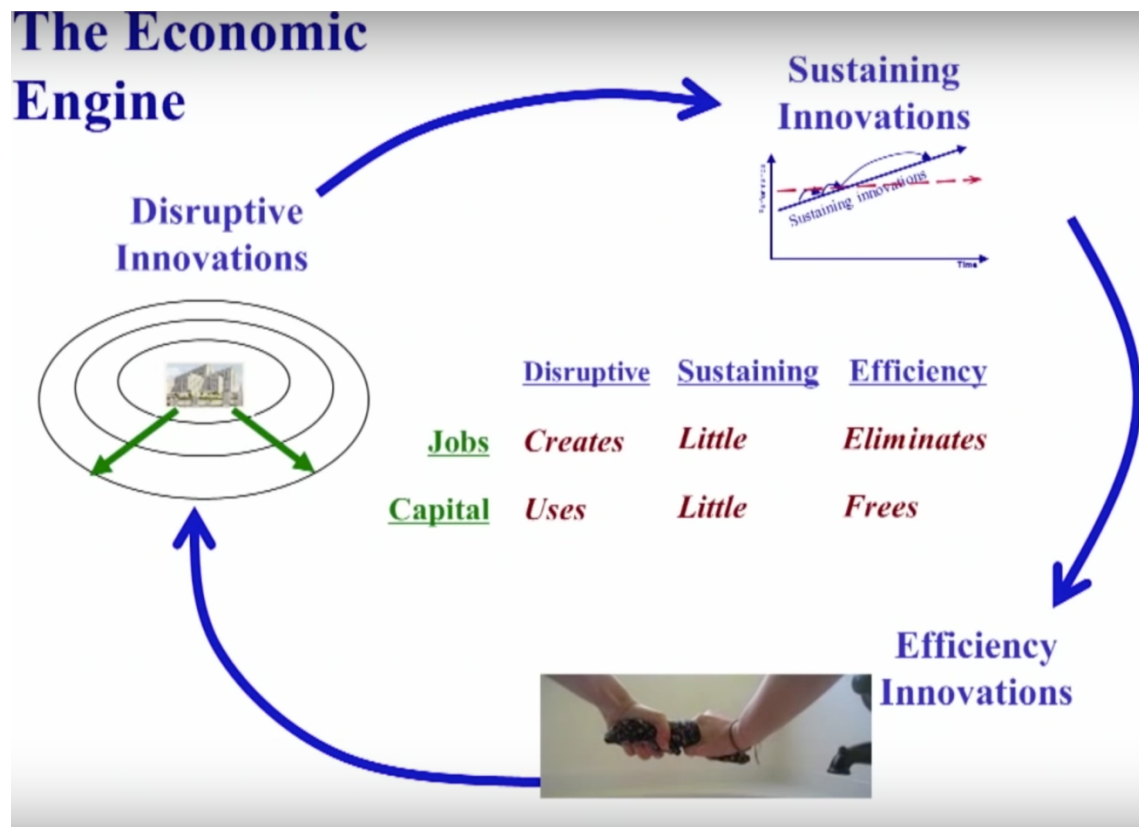 The Economic
Engine
Sustaining
Innovations
Performance
Sustaining innovations
Time
Disruptive
Innovations
Disruptive Sustaining Efficiency
Jobs Creates Little Eliminates
Capital Uses Little Frees
Efficiency
Innovations